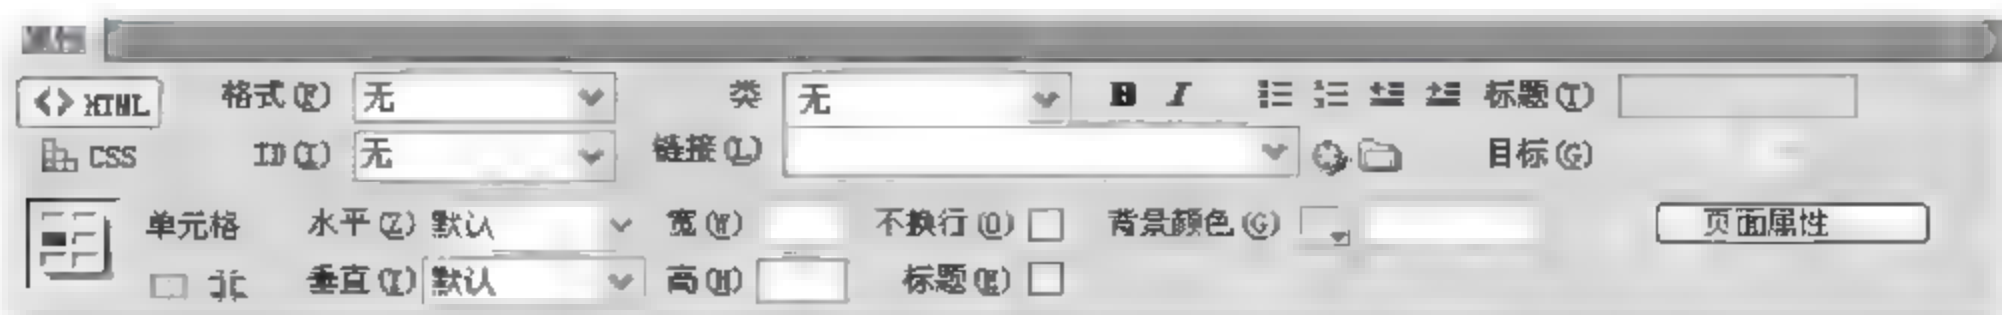 <> HTML 格式(F) 无 类 无 B I 标题(T)
CSS ID(I) 无 链接(L) 目标(G)
单元格 水平(Z) 默认 宽(W) 不换行(O) 背景颜色(G) 页面属性
垂直(T) 默认 高(H) 标题(E)